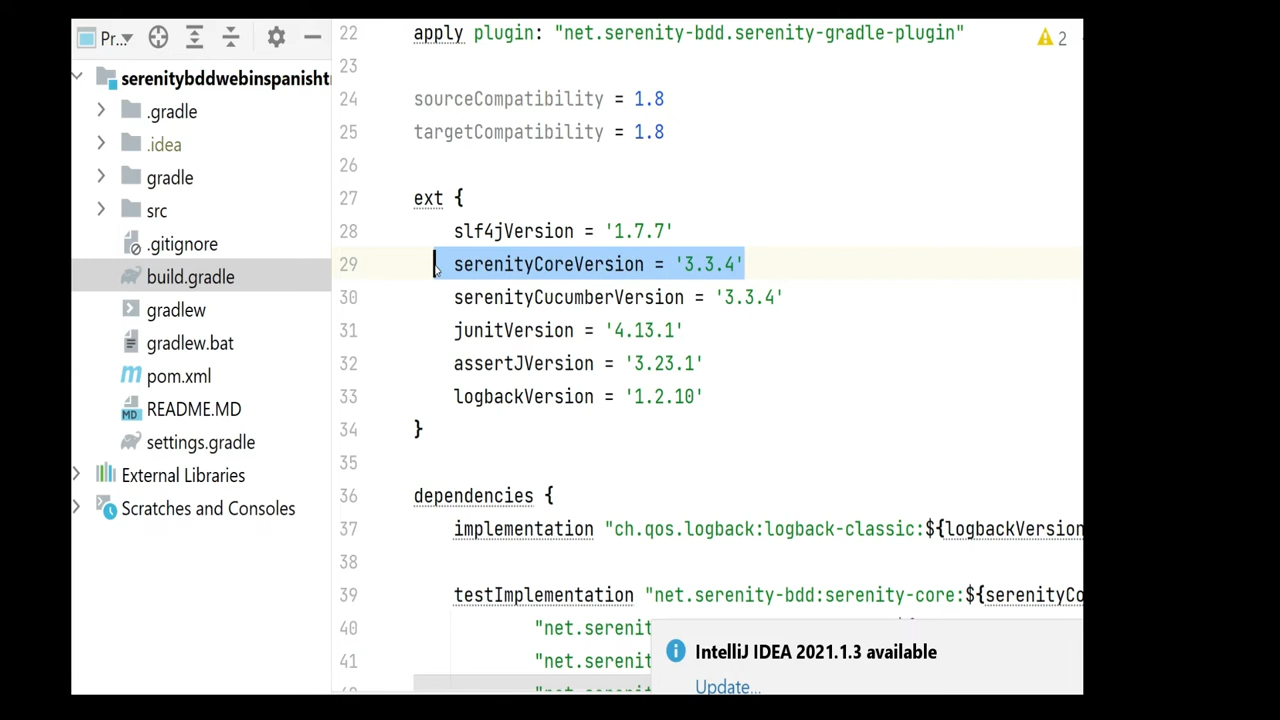 Pr...
serenitybddwebinspanisht
.gradle
.idea
gradle
src
.gitignore
build.gradle
gradlew
gradlew.bat
pom.xml
README.MD
settings.gradle
External Libraries
Scratches and Consoles
22 apply plugin: "net.serenity-bdd.serenity-gradle-plugin"
2
23
24 sourceCompatibility = 1.8
25 targetCompatibility = 1.8
26
27 ext {
28 slf4jVersion = '1.7.7'
29 serenityCoreVersion = '3.3.4'
30 serenityCucumberVersion = '3.3.4'
31 junitVersion = '4.13.1'
32 assertJVersion = '3.23.1'
33 logbackVersion = '1.2.10'
34 }
35
36 dependencies {
37 implementation "ch.qos.logback:logback-classic:${logbackVersion
38
39 testImplementation "net.serenity-bdd:serenity-core:${serenityCo
40 "net.serenit
41 "net.serenit
IntelliJ IDEA 2021.1.3 available
Update...